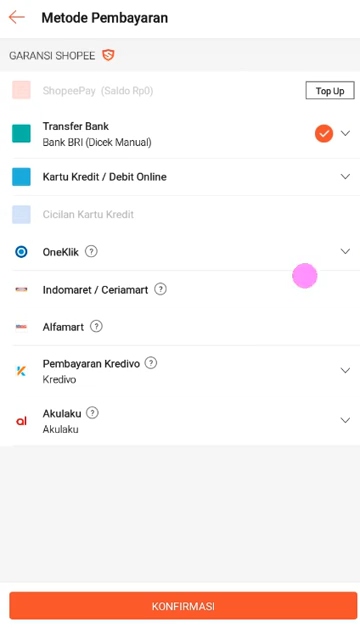 Metode Pembayaran
GARANSI SHOPEE
ShopeePay (Saldo Rp0)
Top Up
Transfer Bank
Bank BRI (Dicek Manual)
Kartu Kredit / Debit Online
Cicilan Kartu Kredit
OneKlik ?
Indomaret / Ceriamart ?
Alfamart ?
Pembayaran Kredivo ?
Kredivo
al Akulaku ?
Akulaku
KONFIRMASI